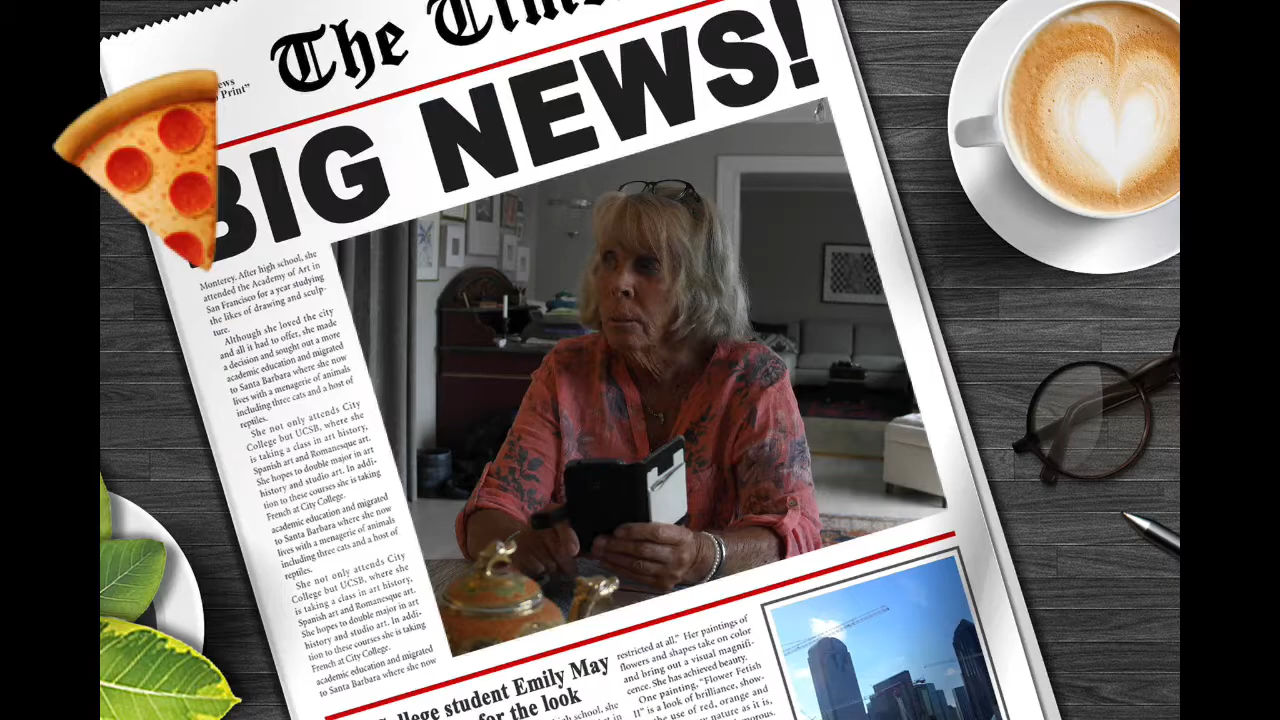 The Times
BIG NEWS!
ews
Print"
Monterey. After high school, she
attended the Academy of Art in
San Francisco for a year studying
the likes of drawing and sculp-
ture.
Although she loved the city
and all it had to offer, she made
a decision and sought out a more
academic education and migrated
to Santa Barbara where she now
lives with a menagerie of animals
including three cats and a host of
reptiles.
She not only attends City
College but UCSB, where she
is taking a class in art history,
Spanish art and Romanesque art.
She hopes to double major in art
history and studio art. In addi-
tion to these courses she is taking
French at City College.
academic education and migrated
to Santa Barbara where she now
lives with a menagerie of animals
including three cats and a host of
reptiles.
She not only attends City
College but UCSB, where she
is taking a class in art history,
Spanish art and Romanesque art.
She hopes to double major in art
history and studio art. In addi-
tion to these courses she is taking
French at City College.
academic education and migrated
to Santa Barbara where she now
student Emily May
the look
high school, she
restricted at all." Her paintings of
flowers and shapes take on color
and bring out a visual magnifi-
cence. She has achieved beauty.
One painting, "Flower Fetish
is a look of brilliance, show-
use of red, orange and
nature as it is,